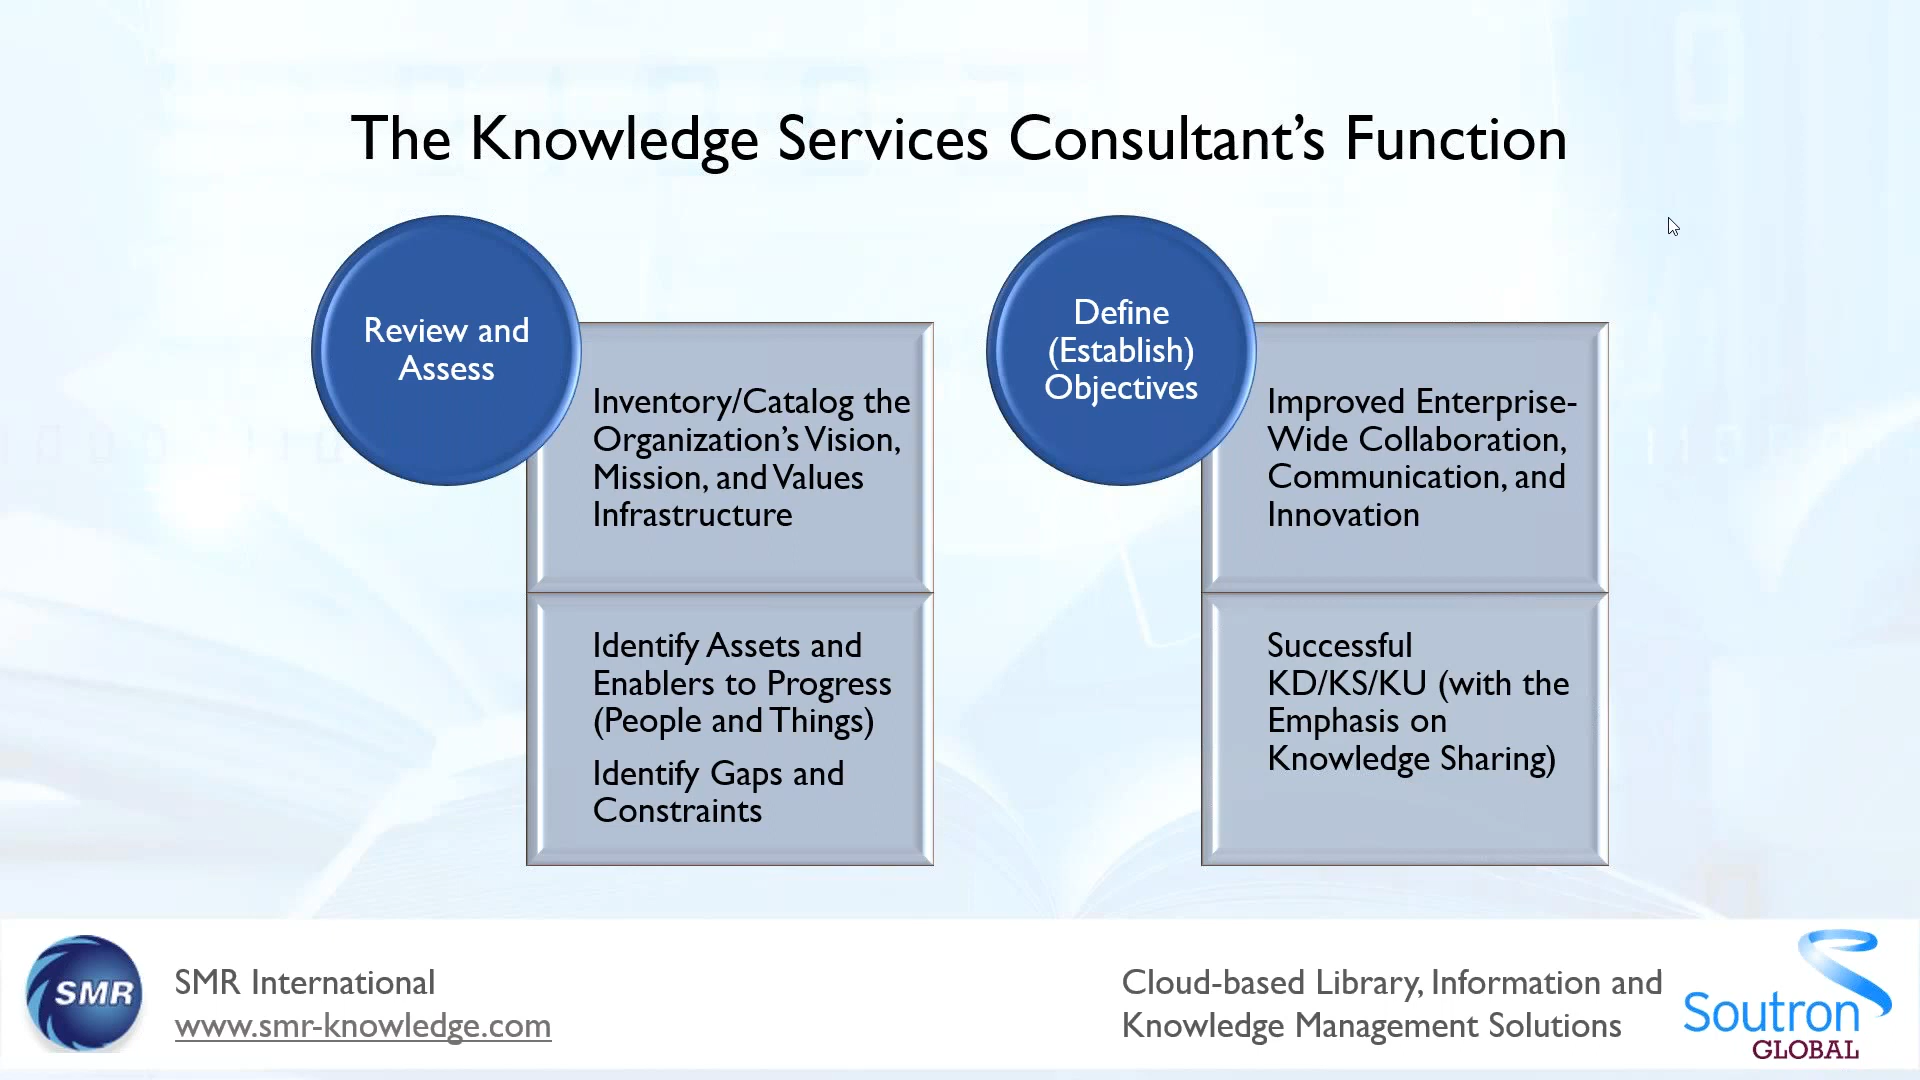 The Knowledge Services Consultant’s Function
Review and
Assess
Inventory/Catalog the
Organization’s Vision,
Mission, and Values
Infrastructure
Identify Assets and
Enablers to Progress
(People and Things)
Identify Gaps and
Constraints
Define
(Establish)
Objectives
Improved Enterprise-
Wide Collaboration,
Communication, and
Innovation
Successful
KD/KS/KU (with the
Emphasis on
Knowledge Sharing)
SMR
SMR International
www.smr-knowledge.com
Cloud-based Library, Information and
Knowledge Management Solutions
Soutron
GLOBAL